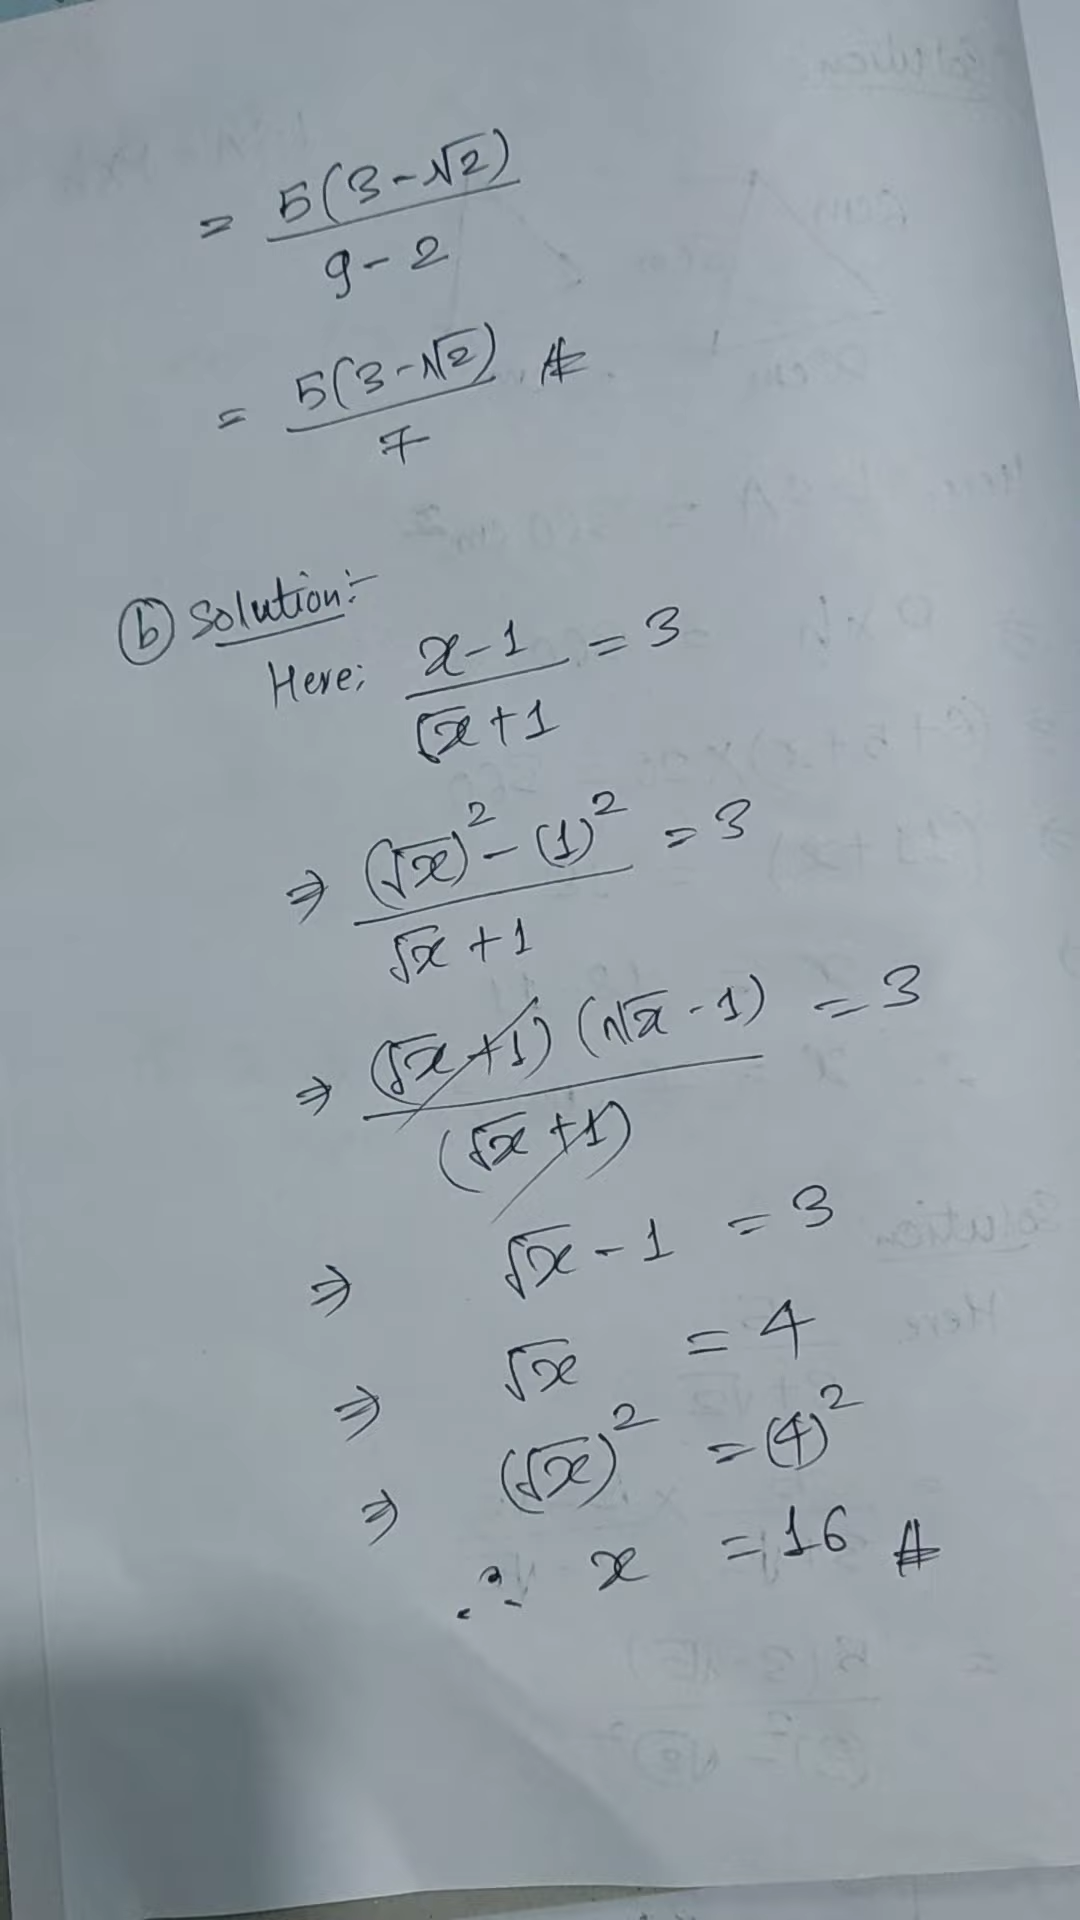 = 5(3-√2)
9-2
= 5(3-√2)
7
(b) Solution:-
Here; x-1 = 3
√x+1
⇒ (√x)² - (1)² = 3
√x+1
⇒ (√x+1)(√x-1) = 3
(√x+1)
⇒ √x-1 = 3
⇒ √x = 4
⇒ (√x)² = (4)²
∴ x = 16